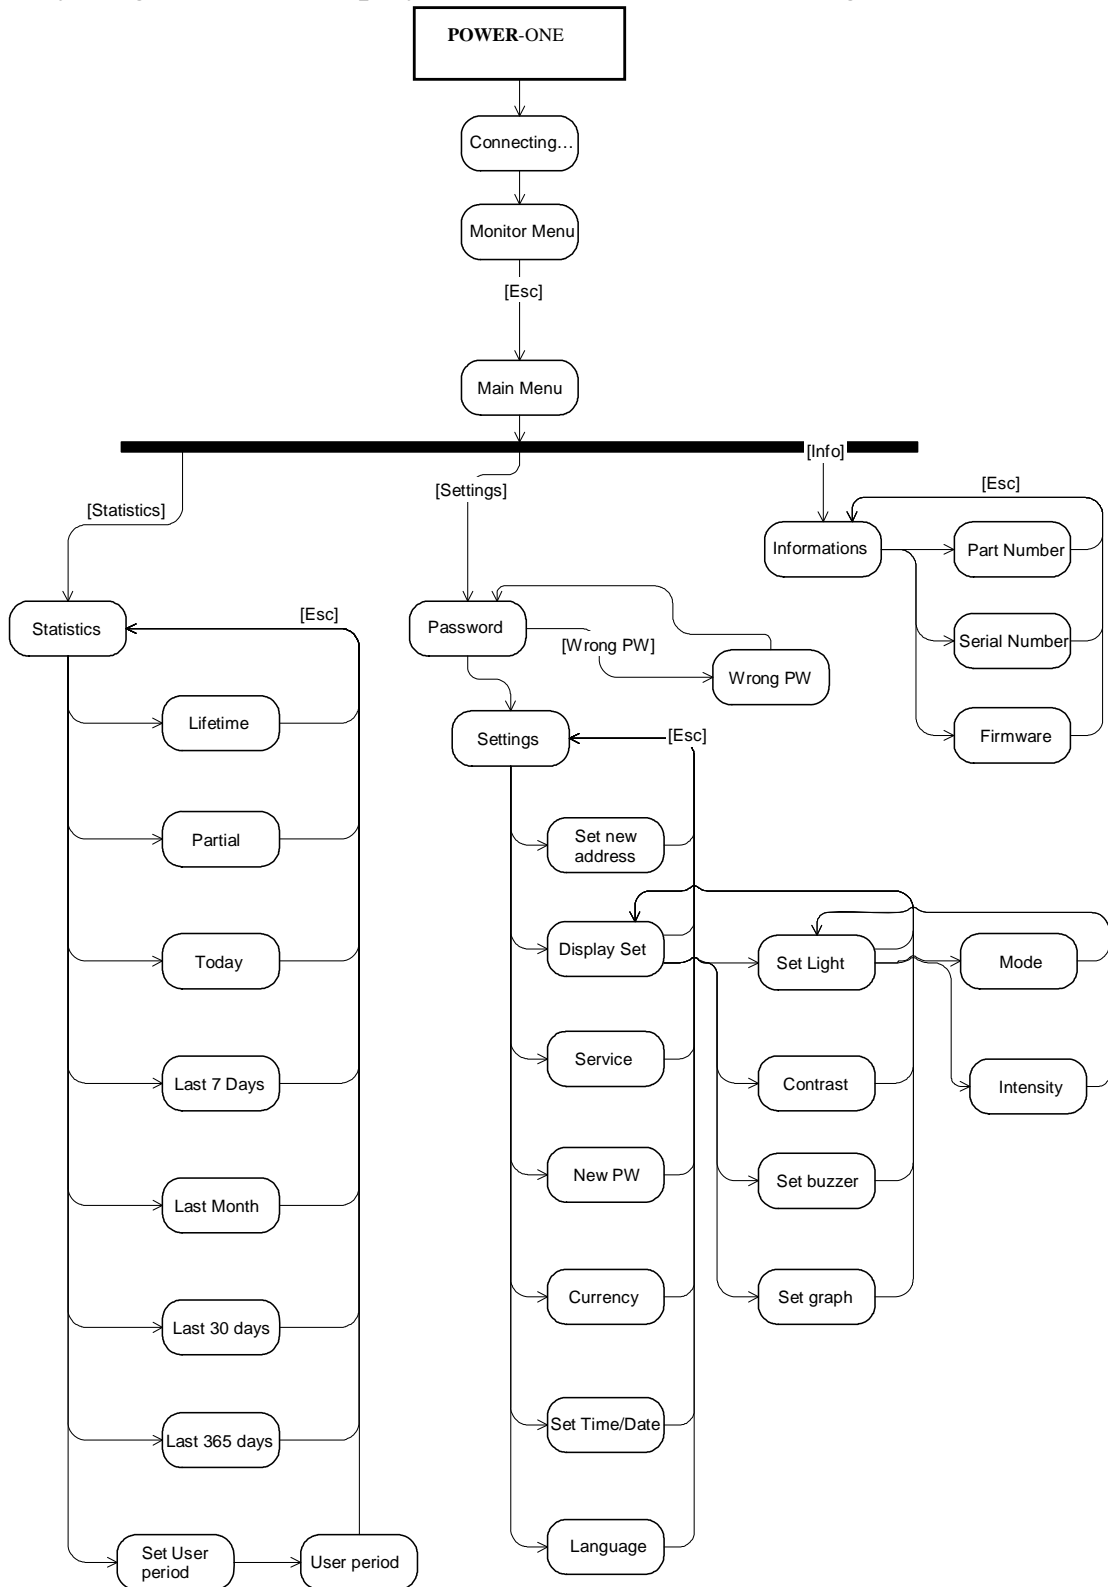 POWER-ONE
Connecting...
Monitor Menu
[Esc]
Main Menu
[Info]
[Settings]
[Statistics]
[Esc]
Informations
Part Number
Serial Number
Firmware
Statistics
[Esc]
Password
[Wrong PW]
Wrong PW
Settings
[Esc]
Lifetime
Partial
Today
Last 7 Days
Last Month
Last 30 days
Last 365 days
Set User
period
User period
Set new
address
Display Set
Service
New PW
Currency
Set Time/Date
Language
Set Light
Contrast
Set buzzer
Set graph
Mode
Intensity